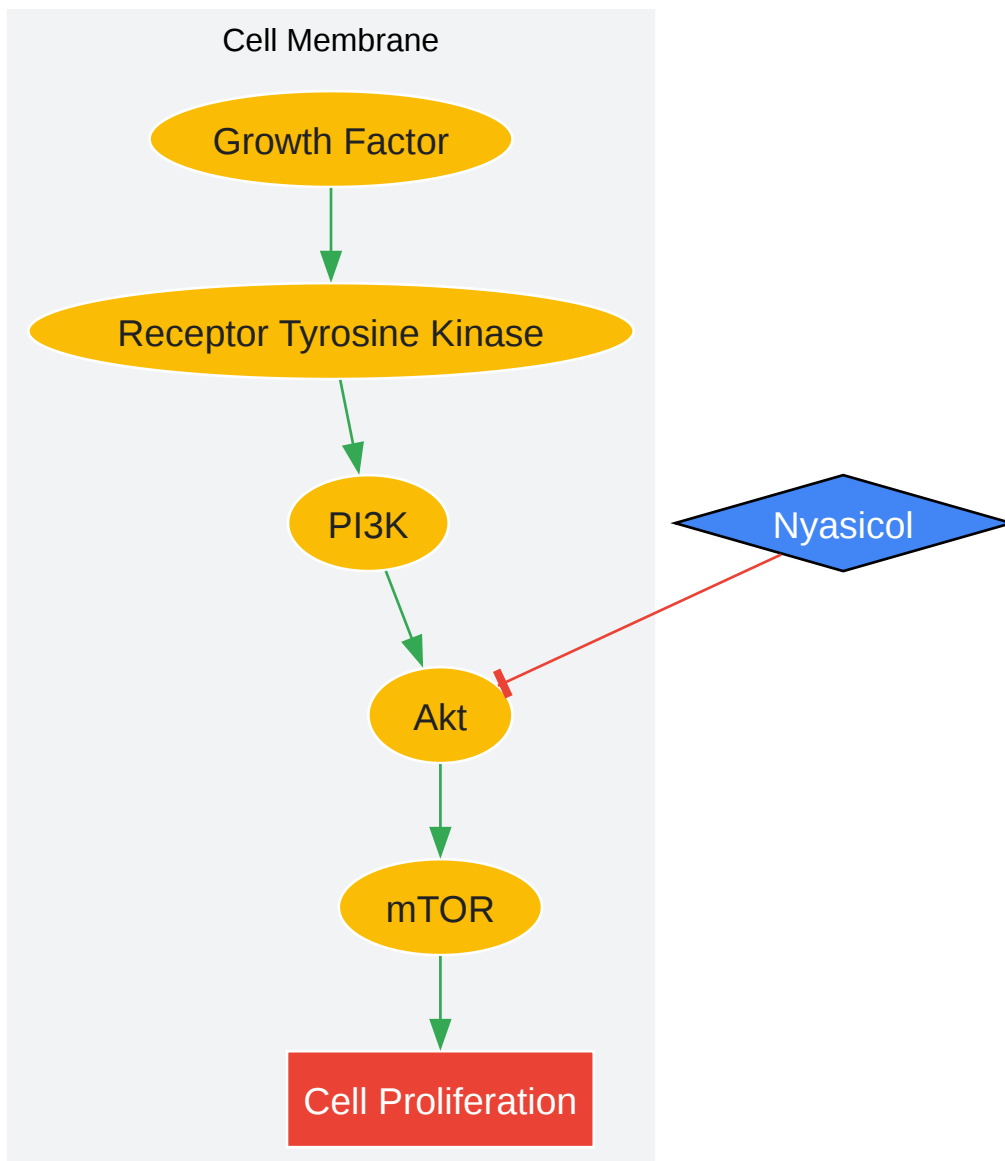 Cell Membrane
Growth Factor
Receptor Tyrosine Kinase
PI3K
Nyasicol
Akt
mTOR
Cell Proliferation